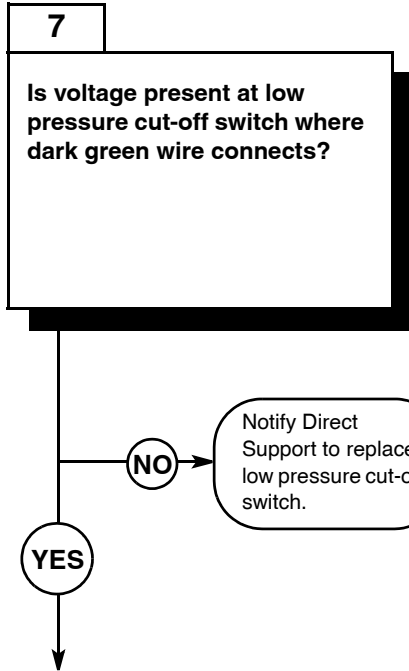 7
Is voltage present at low
pressure cut-off switch where
dark green wire connects?
NO
Notify Direct
Support to replace
low pressure cut-o
switch.
YES